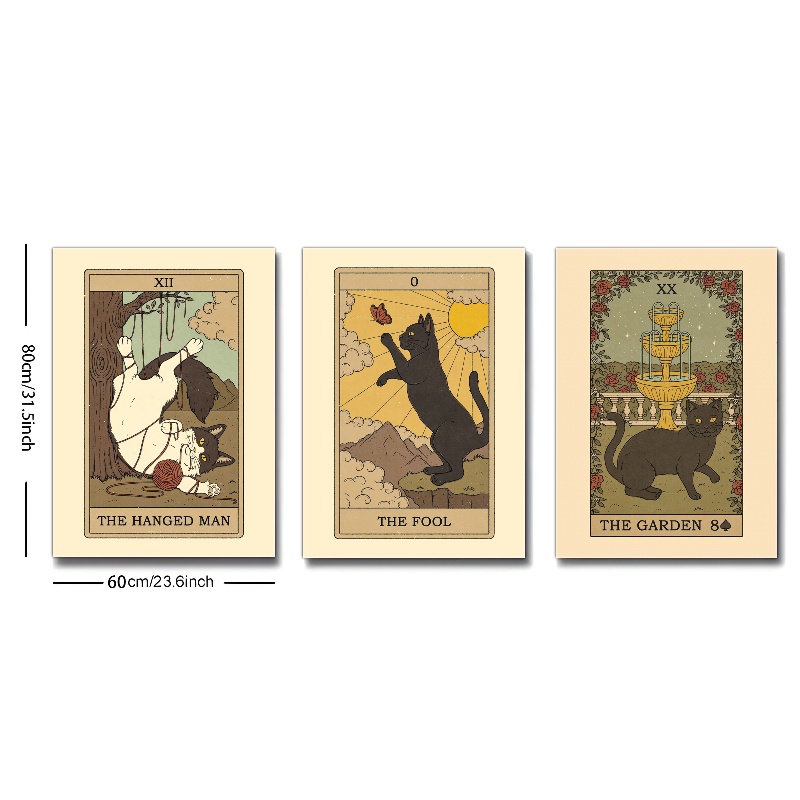 XII
THE HANGED MAN
0
THE FOOL
XX
THE GARDEN 8♠
80cm/31.5inch
60cm/23.6inch